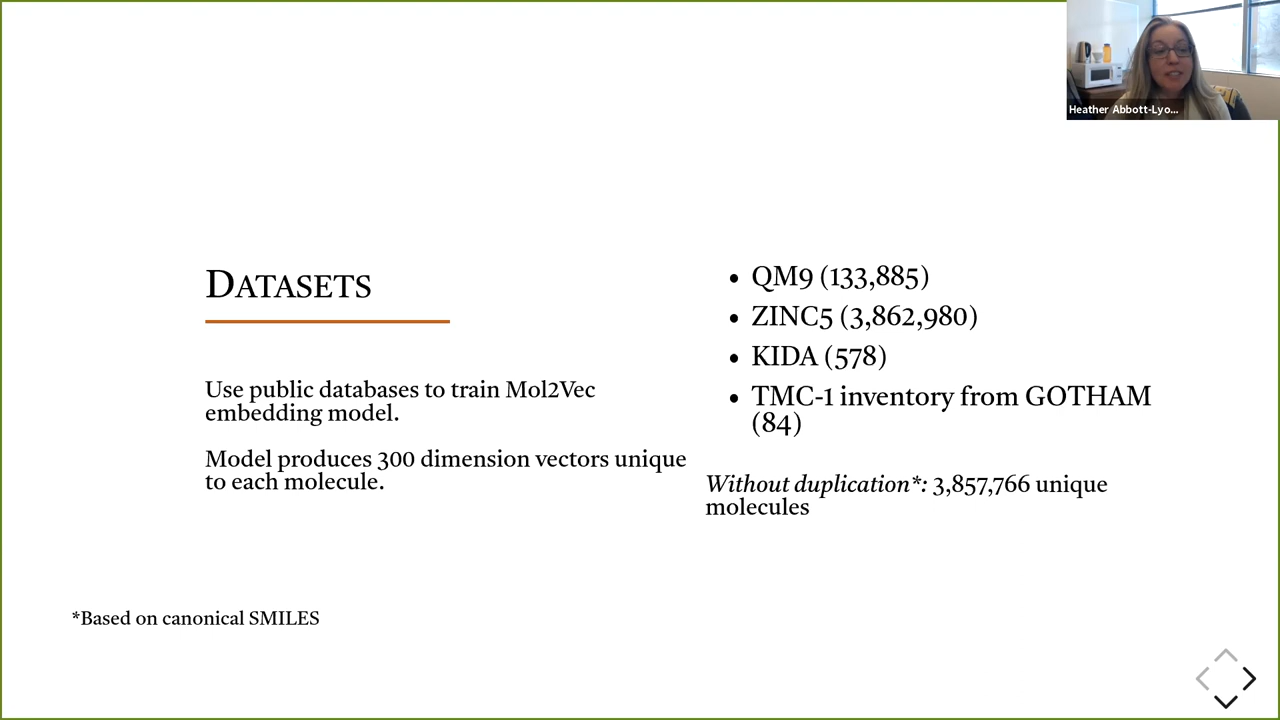 Heather Abbott-Lyo...
DATASETS
Use public databases to train Mol2Vec
embedding model.
Model produces 300 dimension vectors unique
to each molecule.
• QM9 (133,885)
• ZINC5 (3,862,980)
• KIDA (578)
• TMC-1 inventory from GOTHAM
(84)
Without duplication*: 3,857,766 unique
molecules
*Based on canonical SMILES